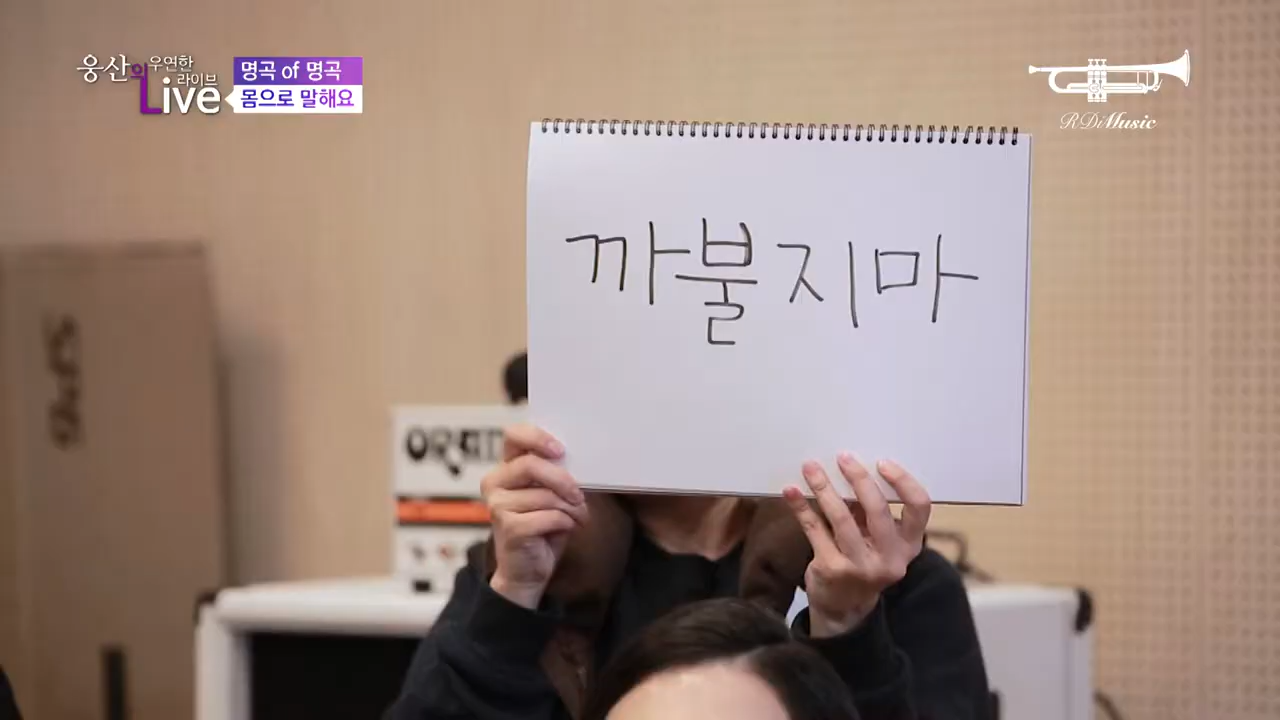 웅산의 우연한 라이브 Live
명곡 of 명곡
몸으로 말해요
RDiMusic
까불지마